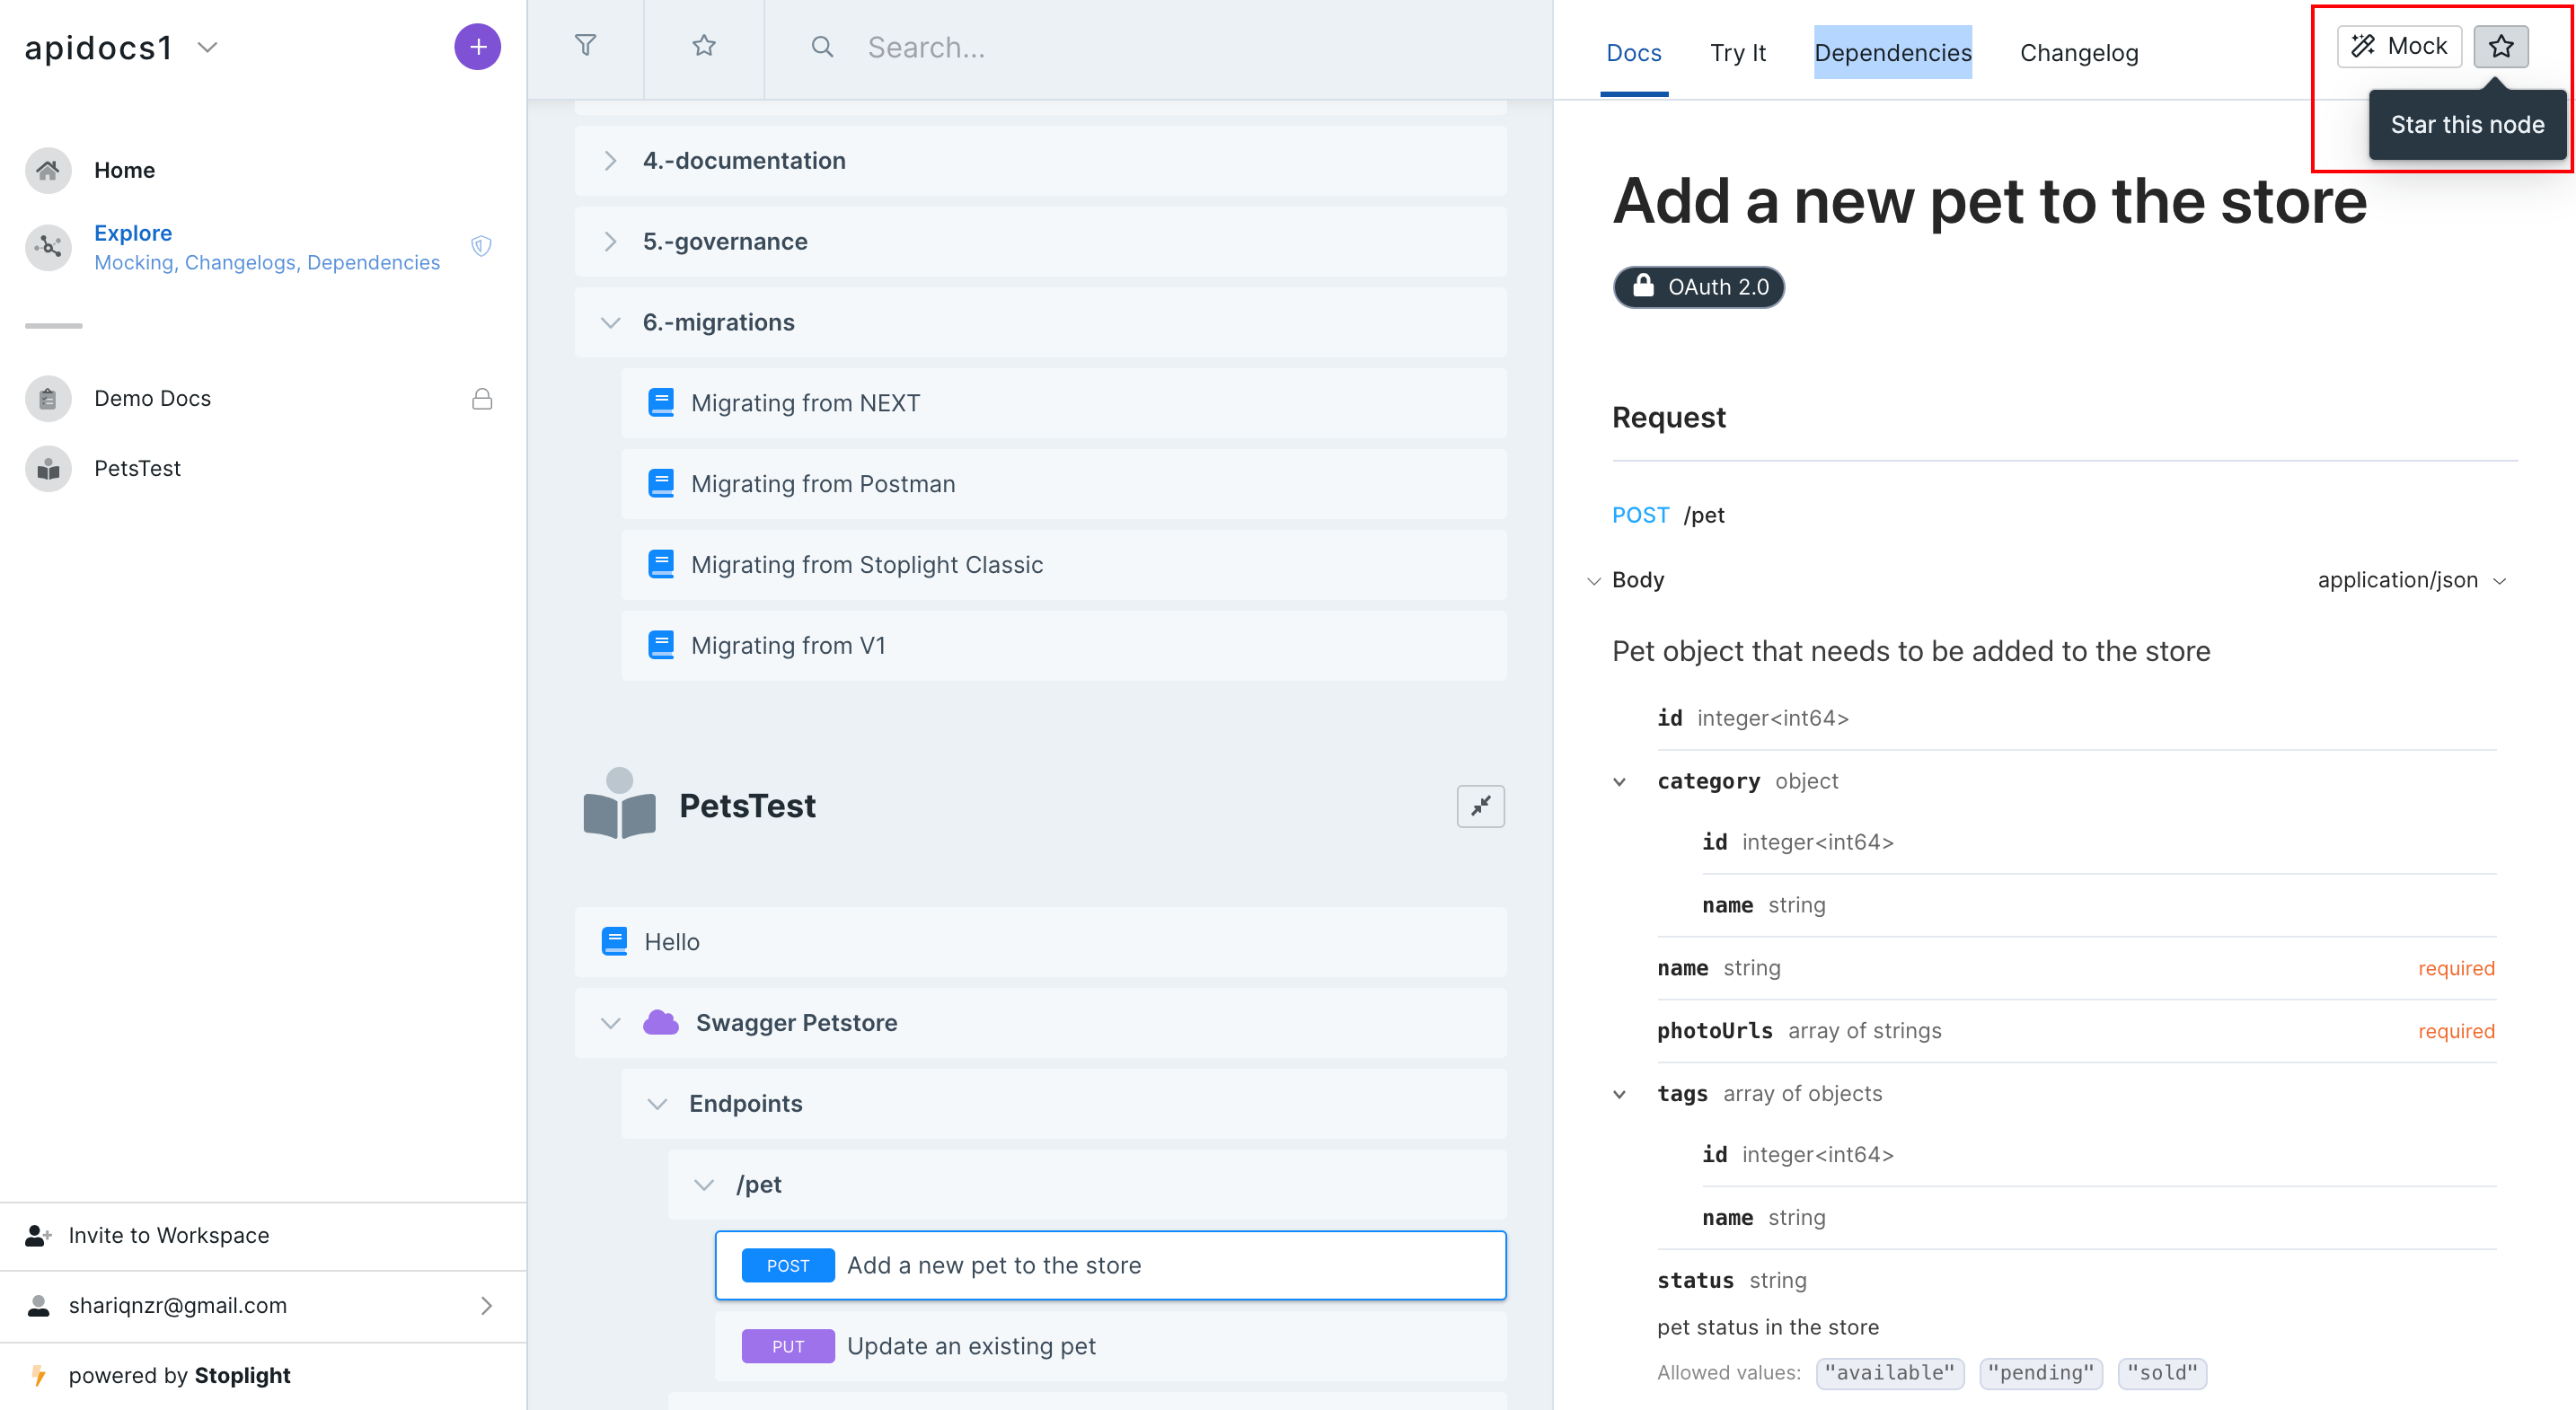 apidocs1
Home
Explore
Mocking, Changelogs, Dependencies
Demo Docs
PetsTest
Invite to Workspace
shariqnzr@gmail.com
powered by Stoplight
Search...
4.-documentation
5.-governance
6.-migrations
Migrating from NEXT
Migrating from Postman
Migrating from Stoplight Classic
Migrating from V1
PetsTest
Hello
Swagger Petstore
Endpoints
/pet
POST Add a new pet to the store
PUT Update an existing pet
Docs Try It Dependencies Changelog Mock
Star this node
Add a new pet to the store
OAuth 2.0
Request
POST /pet
Body application/json
Pet object that needs to be added to the store
id integer<int64>
category object
id integer<int64>
name string
name string required
photoUrls array of strings required
tags array of objects
id integer<int64>
name string
status string
pet status in the store
Allowed values: "available" "pending" "sold"